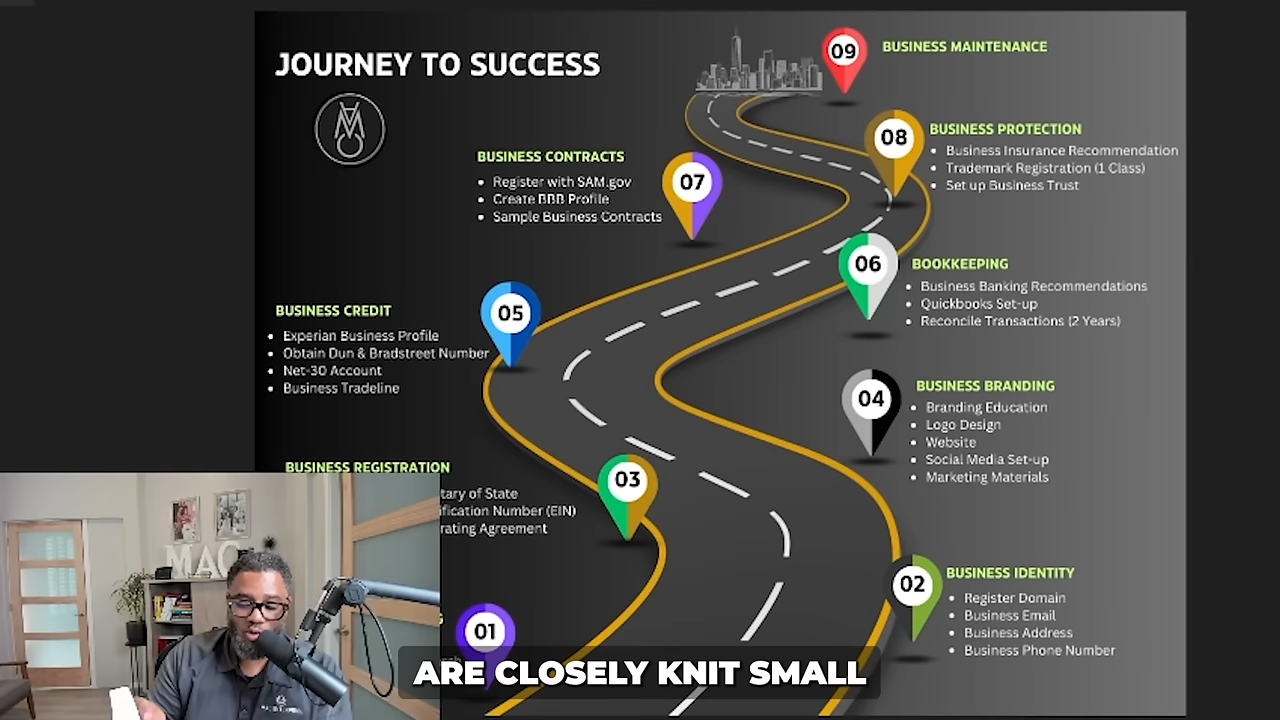 JOURNEY TO SUCCESS
09
BUSINESS MAINTENANCE
08
BUSINESS PROTECTION
Business Insurance Recommendation
Trademark Registration (1 Class)
Set up Business Trust
BUSINESS CONTRACTS
07
Register with SAM.gov
Create BBB Profile
Sample Business Contracts
06
BOOKKEEPING
Business Banking Recommendations
Quickbooks Set-up
Reconcile Transactions (2 Years)
BUSINESS CREDIT
05
Experian Business Profile
Obtain Dun & Bradstreet Number
Net-30 Account
Business Tradeline
04
BUSINESS BRANDING
Branding Education
Logo Design
Website
Social Media Set-up
Marketing Materials
BUSINESS REGISTRATION
03
tary of State
ification Number (EIN)
rating Agreement
02
BUSINESS IDENTITY
Register Domain
Business Email
Business Address
Business Phone Number
01
MAC
ARE CLOSELY KNIT SMALL